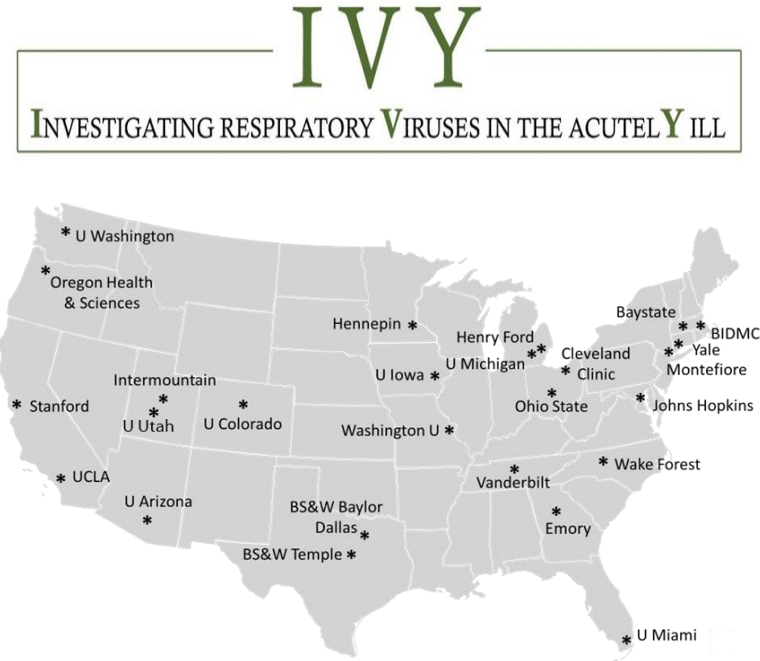 IVY
INVESTIGATING RESPIRATORY VIRUSES IN THE ACUTELY ILL
* U Washington
* Oregon Health
& Sciences
Hennepin *
Baystate * * BIDMC
Henry Ford *
U Michigan *
* Yale
* Montefiore
* Cleveland
Clinic
U Iowa *
Intermountain
*
* Stanford
*
U Utah
*
U Colorado
*
Ohio State
* Johns Hopkins
Washington U *
* UCLA
*
Vanderbilt
* Wake Forest
U Arizona
*
BS&W Baylor
Dallas *
*
Emory
BS&W Temple *
* U Miami